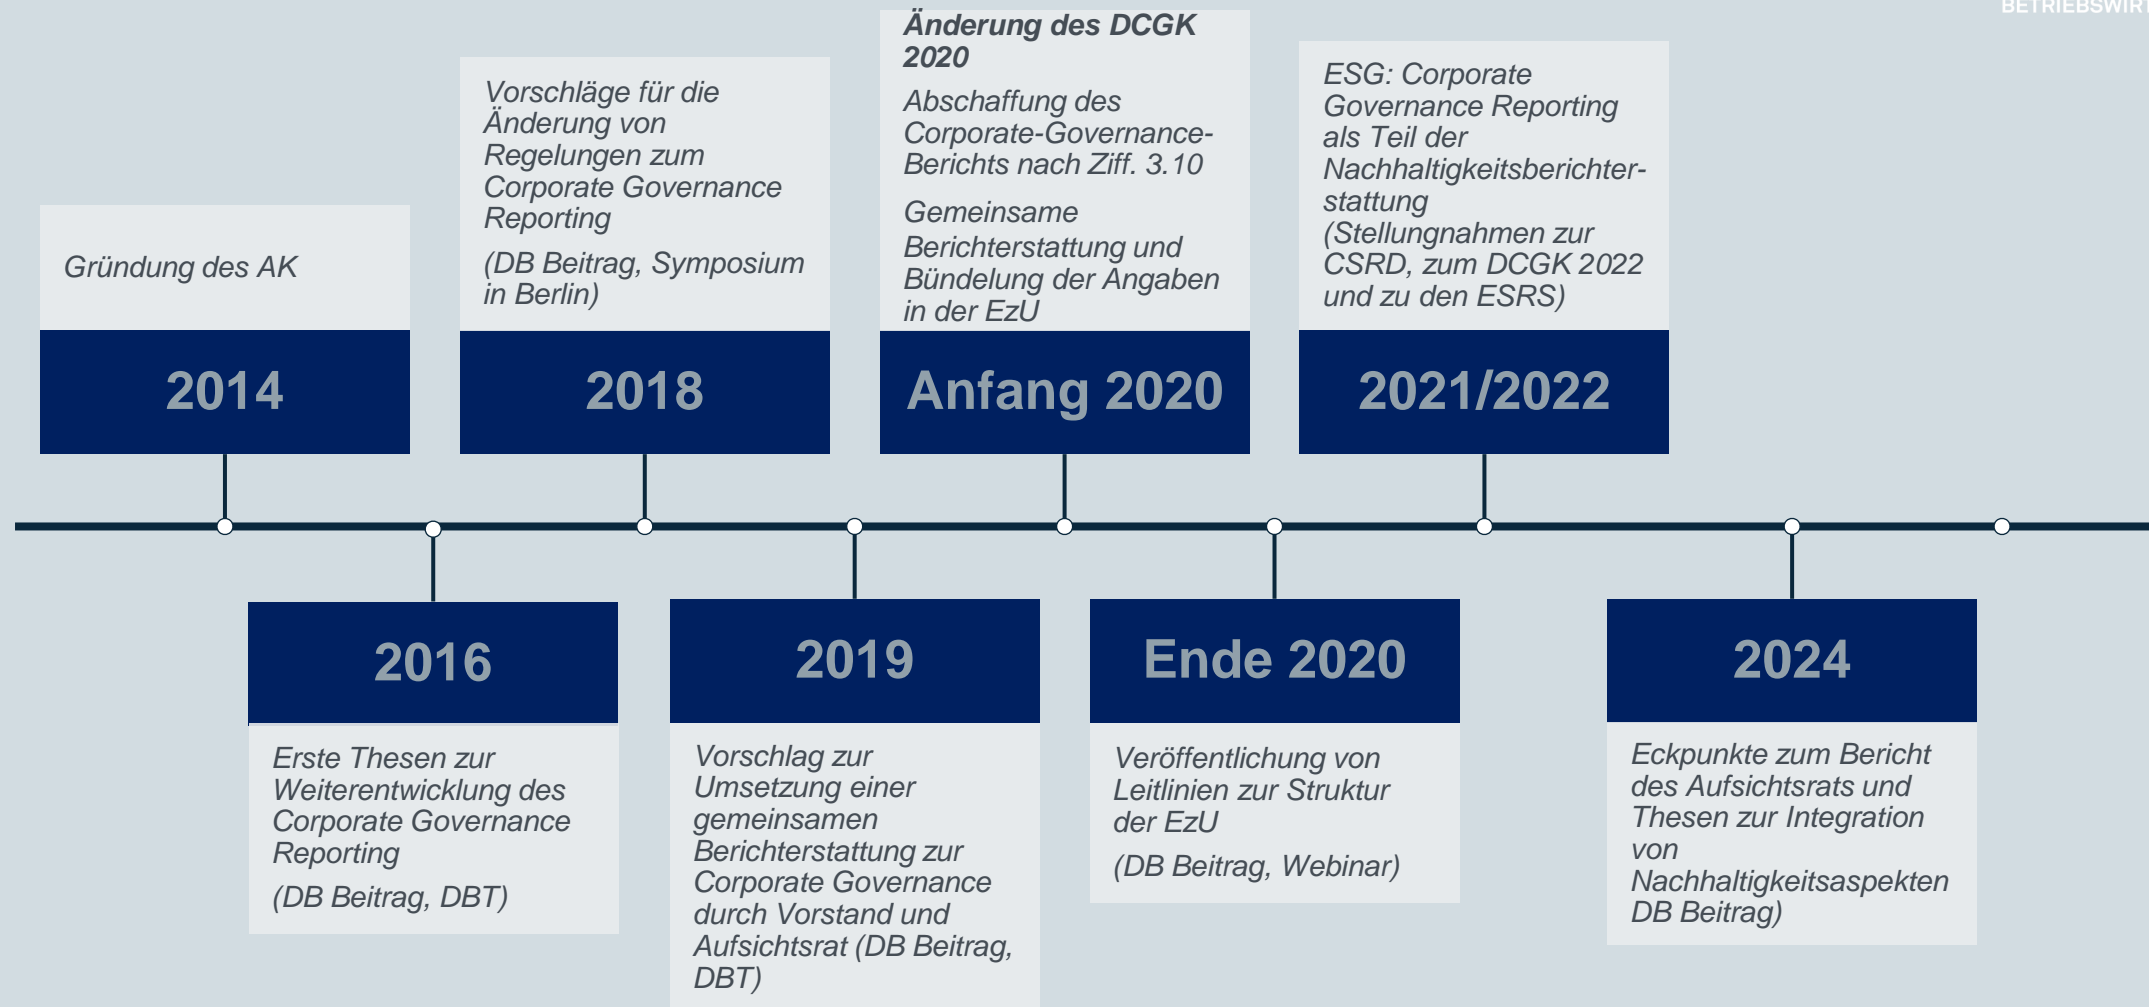 BETRIEBSWIRT
Gründung des AK
2014
Erste Thesen zur
Weiterentwicklung des
Corporate Governance
Reporting
(DB Beitrag, DBT)
2016
Vorschläge für die
Änderung von
Regelungen zum
Corporate Governance
Reporting
(DB Beitrag, Symposium
in Berlin)
2018
2019
Vorschlag zur
Umsetzung einer
gemeinsamen
Berichterstattung zur
Corporate Governance
durch Vorstand und
Aufsichtsrat (DB Beitrag,
DBT)
Änderung des DCGK
2020
Abschaffung des
Corporate-Governance-
Berichts nach Ziff. 3.10
Gemeinsame
Berichterstattung und
Bündelung der Angaben
in der EzU
Anfang 2020
Ende 2020
Veröffentlichung von
Leitlinien zur Struktur
der EzU
(DB Beitrag, Webinar)
ESG: Corporate
Governance Reporting
als Teil der
Nachhaltigkeitsberichter-
stattung
(Stellungnahmen zur
CSRD, zum DCGK 2022
und zu den ESRS)
2021/2022
2024
Eckpunkte zum Bericht
des Aufsichtsrats und
Thesen zur Integration
von
Nachhaltigkeitsaspekten
DB Beitrag)